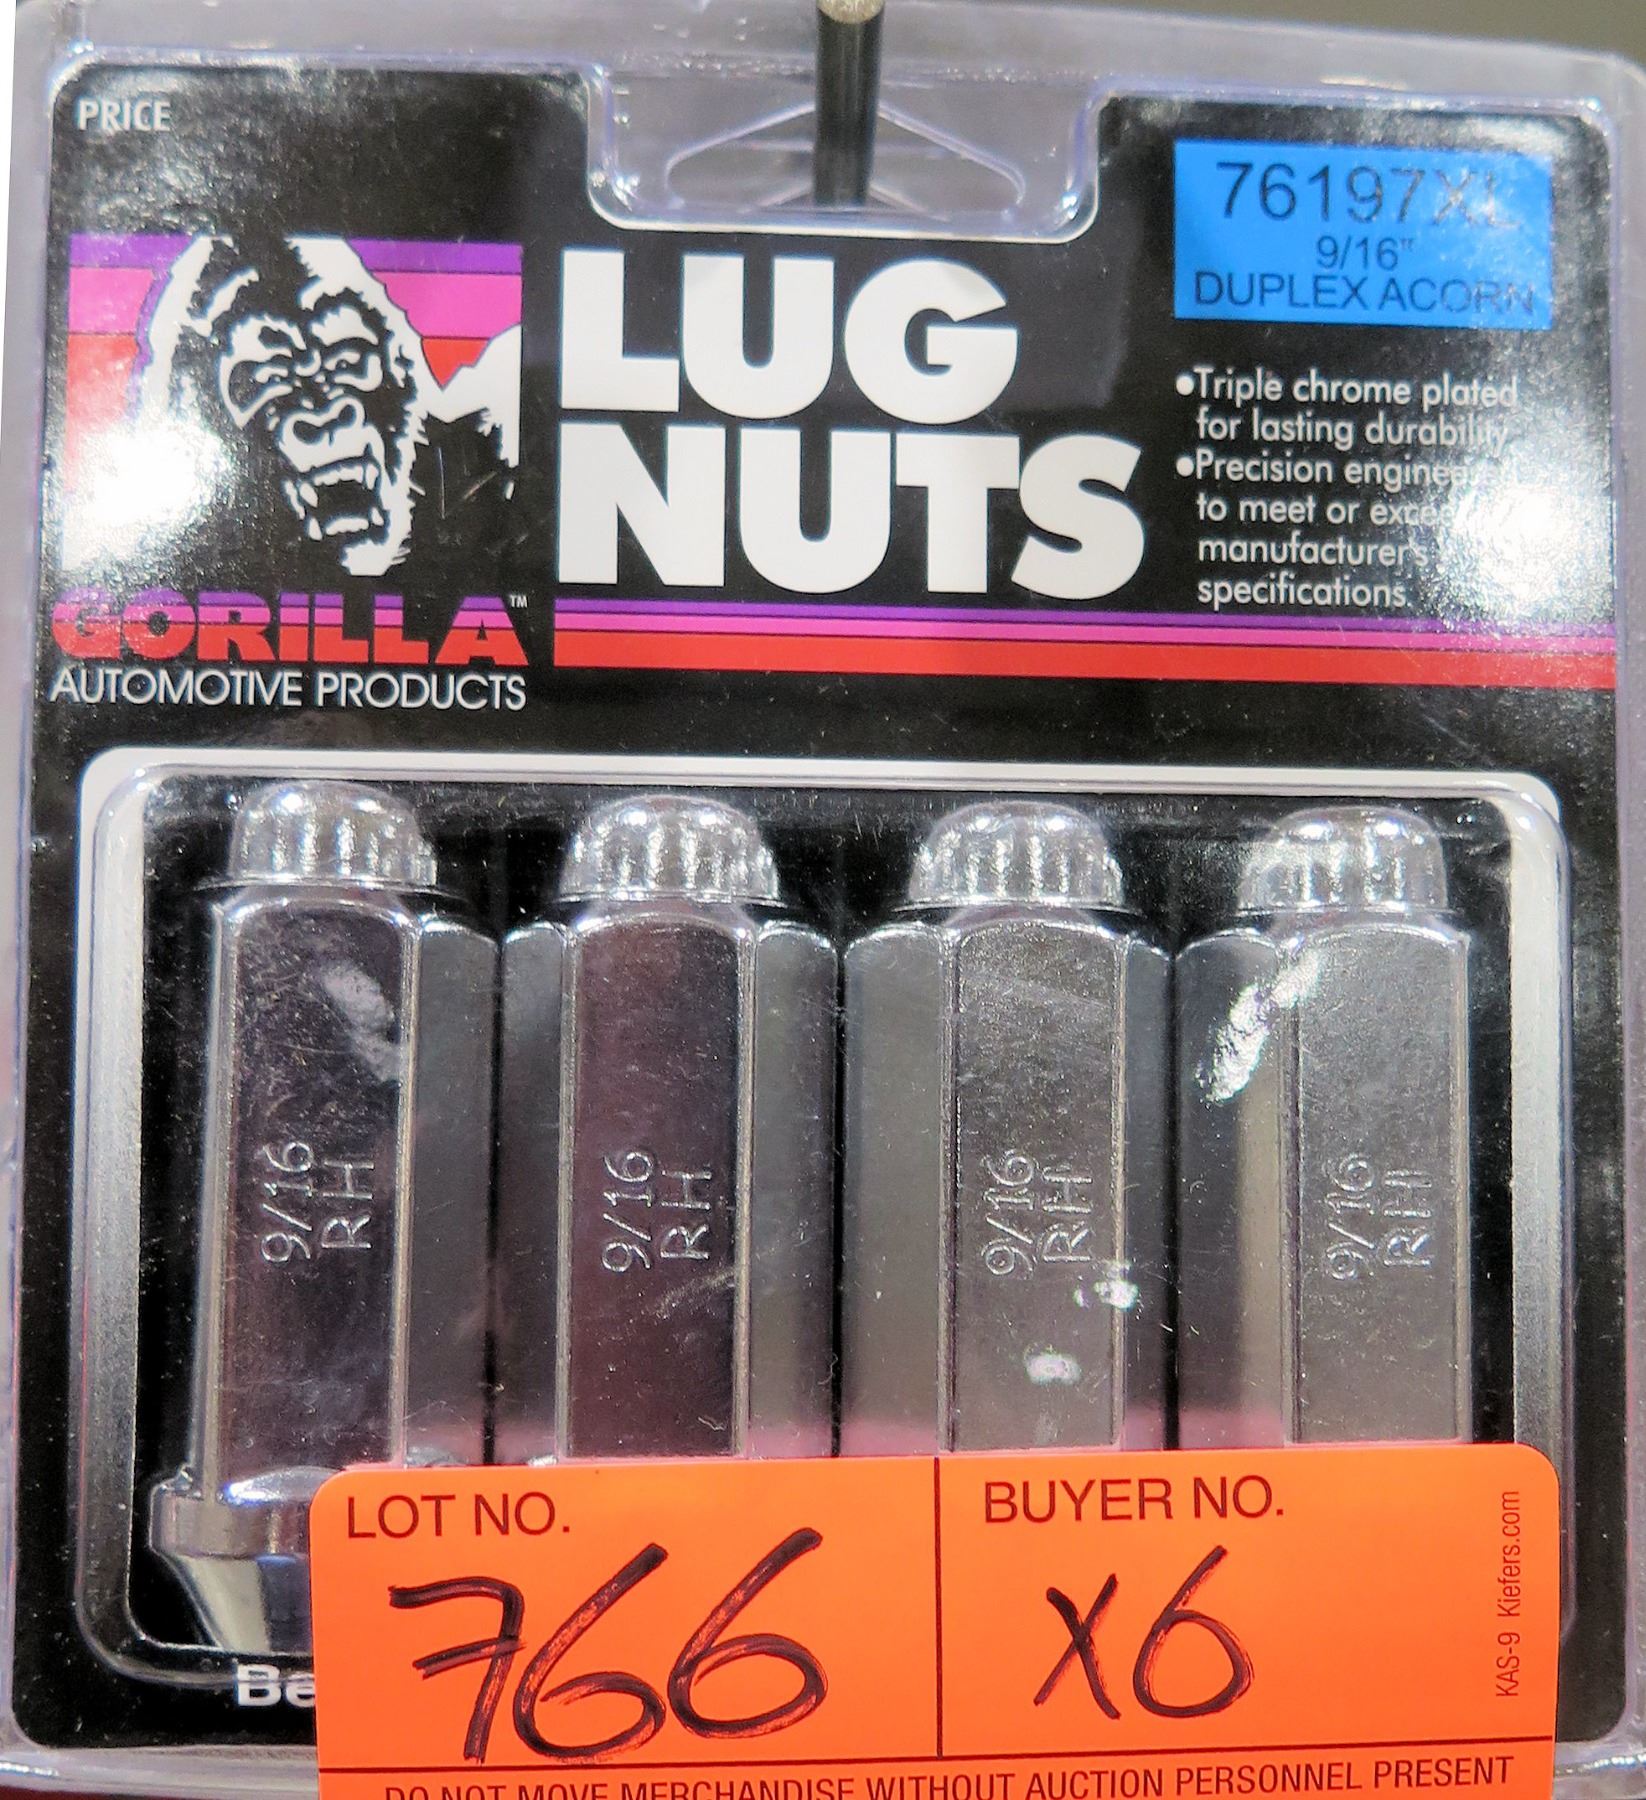 PRICE
76197XL
9/16"
DUPLEX ACORN
LUG
NUTS
•Triple chrome plated
for lasting durability
•Precision
to meet or
manufacturer's
specifications.
GORILLA™
AUTOMOTIVE PRODUCTS
9/16
RH
9/16
RH
9/16
RH
9/16
RH
LOT NO.
766
BUYER NO.
x6
KAS-9 Kiefers.com
DO NOT MOVE MERCHANDISE WITHOUT AUCTION PERSONNEL PRESENT